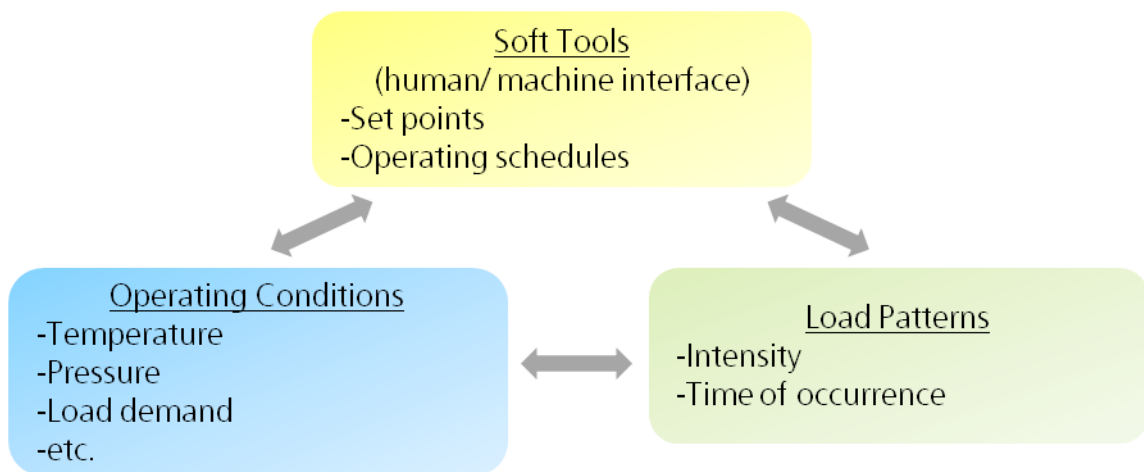 Soft Tools
(human/ machine interface)
-Set points
-Operating schedules
Operating Conditions
-Temperature
-Pressure
-Load demand
-etc.
Load Patterns
-Intensity
-Time of occurrence